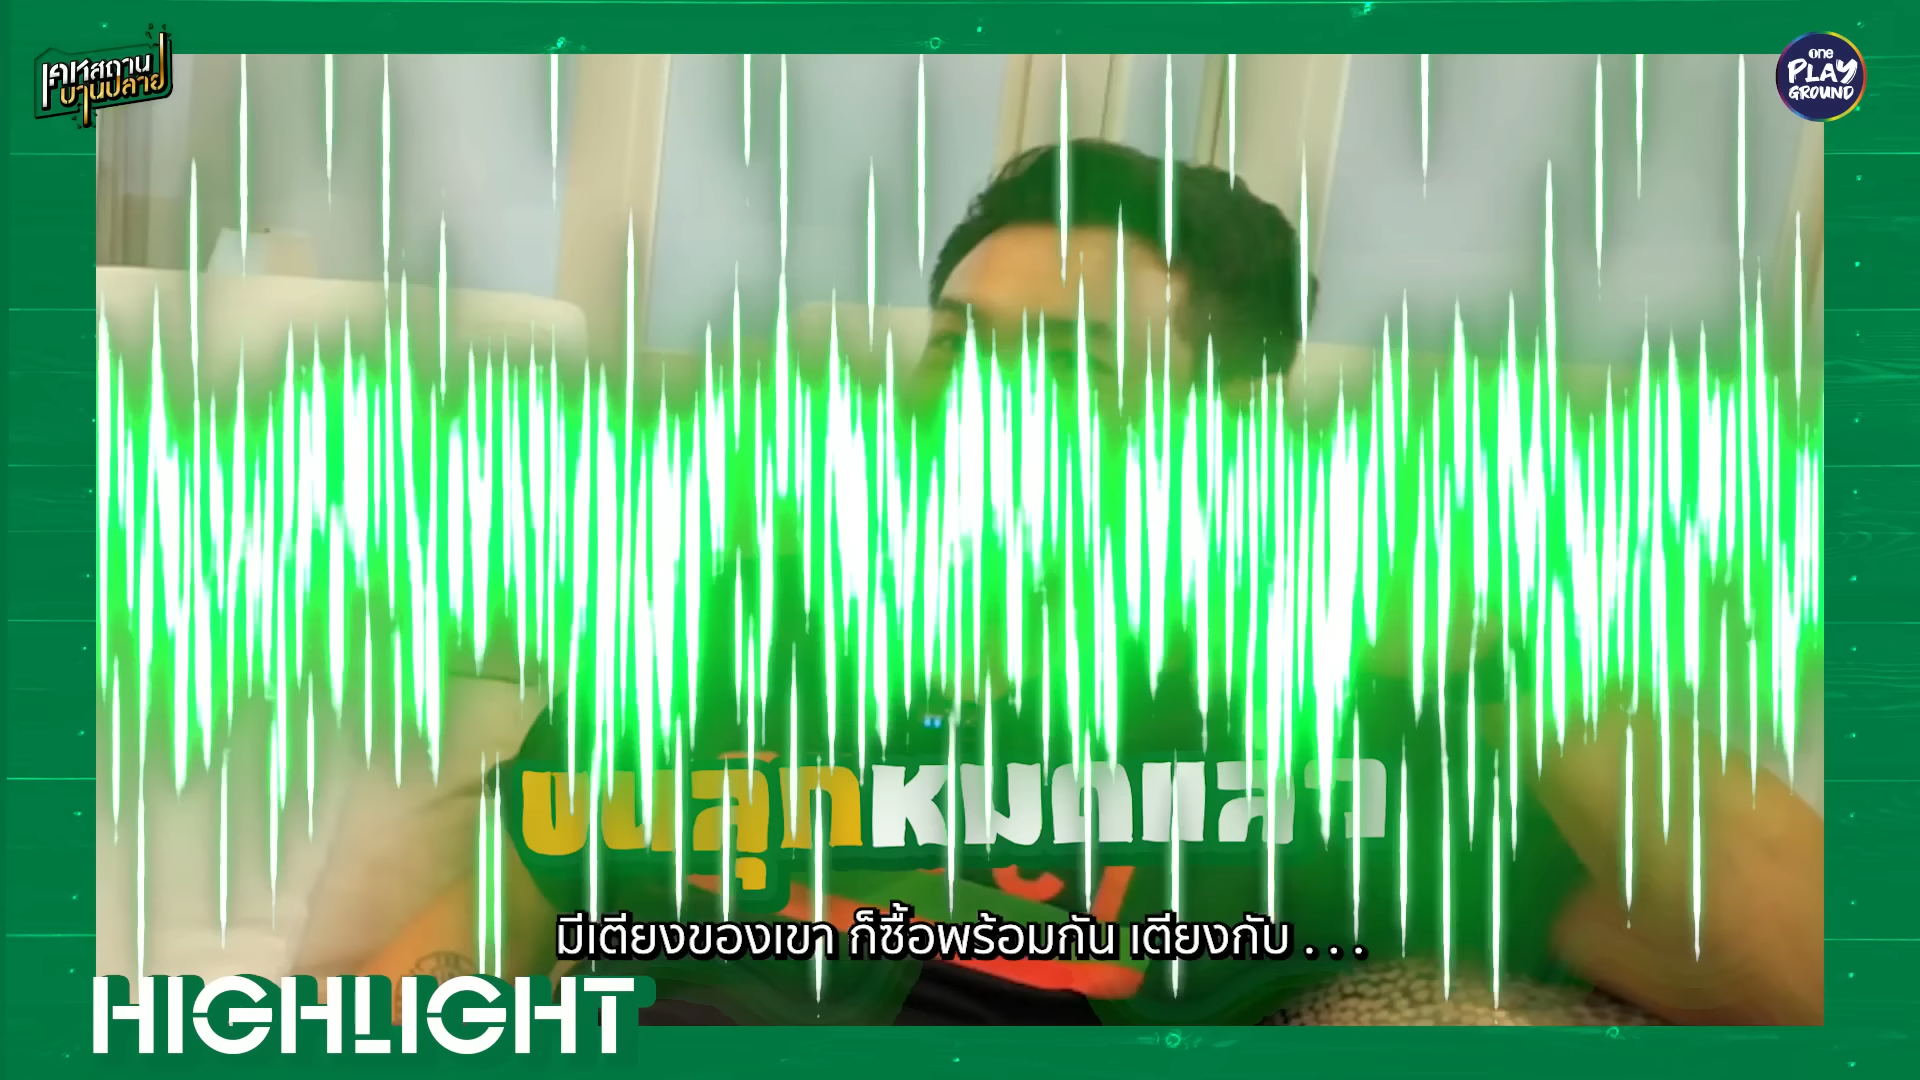 เคหสถาน
บานปลาย
one
PLAY
GROUND
ขนลุกหมดแล้ว
มีเตียงของเขา ก็ซื้อพร้อมกัน เตียงกับ . . .
HIGHLIGHT